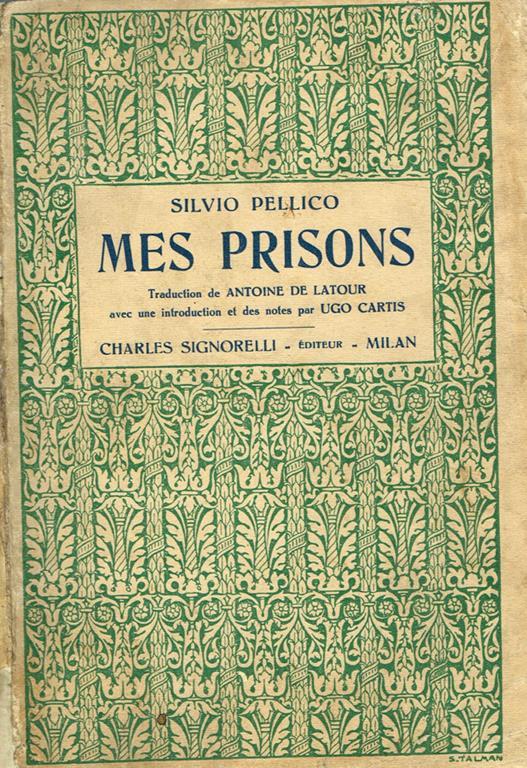 SILVIO PELLICO
MES PRISONS
Traduction de ANTOINE DE LATOUR
avec une introduction et des notes par UGO CARTIS
CHARLES SIGNORELLI - ÉDITEUR - MILAN
S.TALMAN